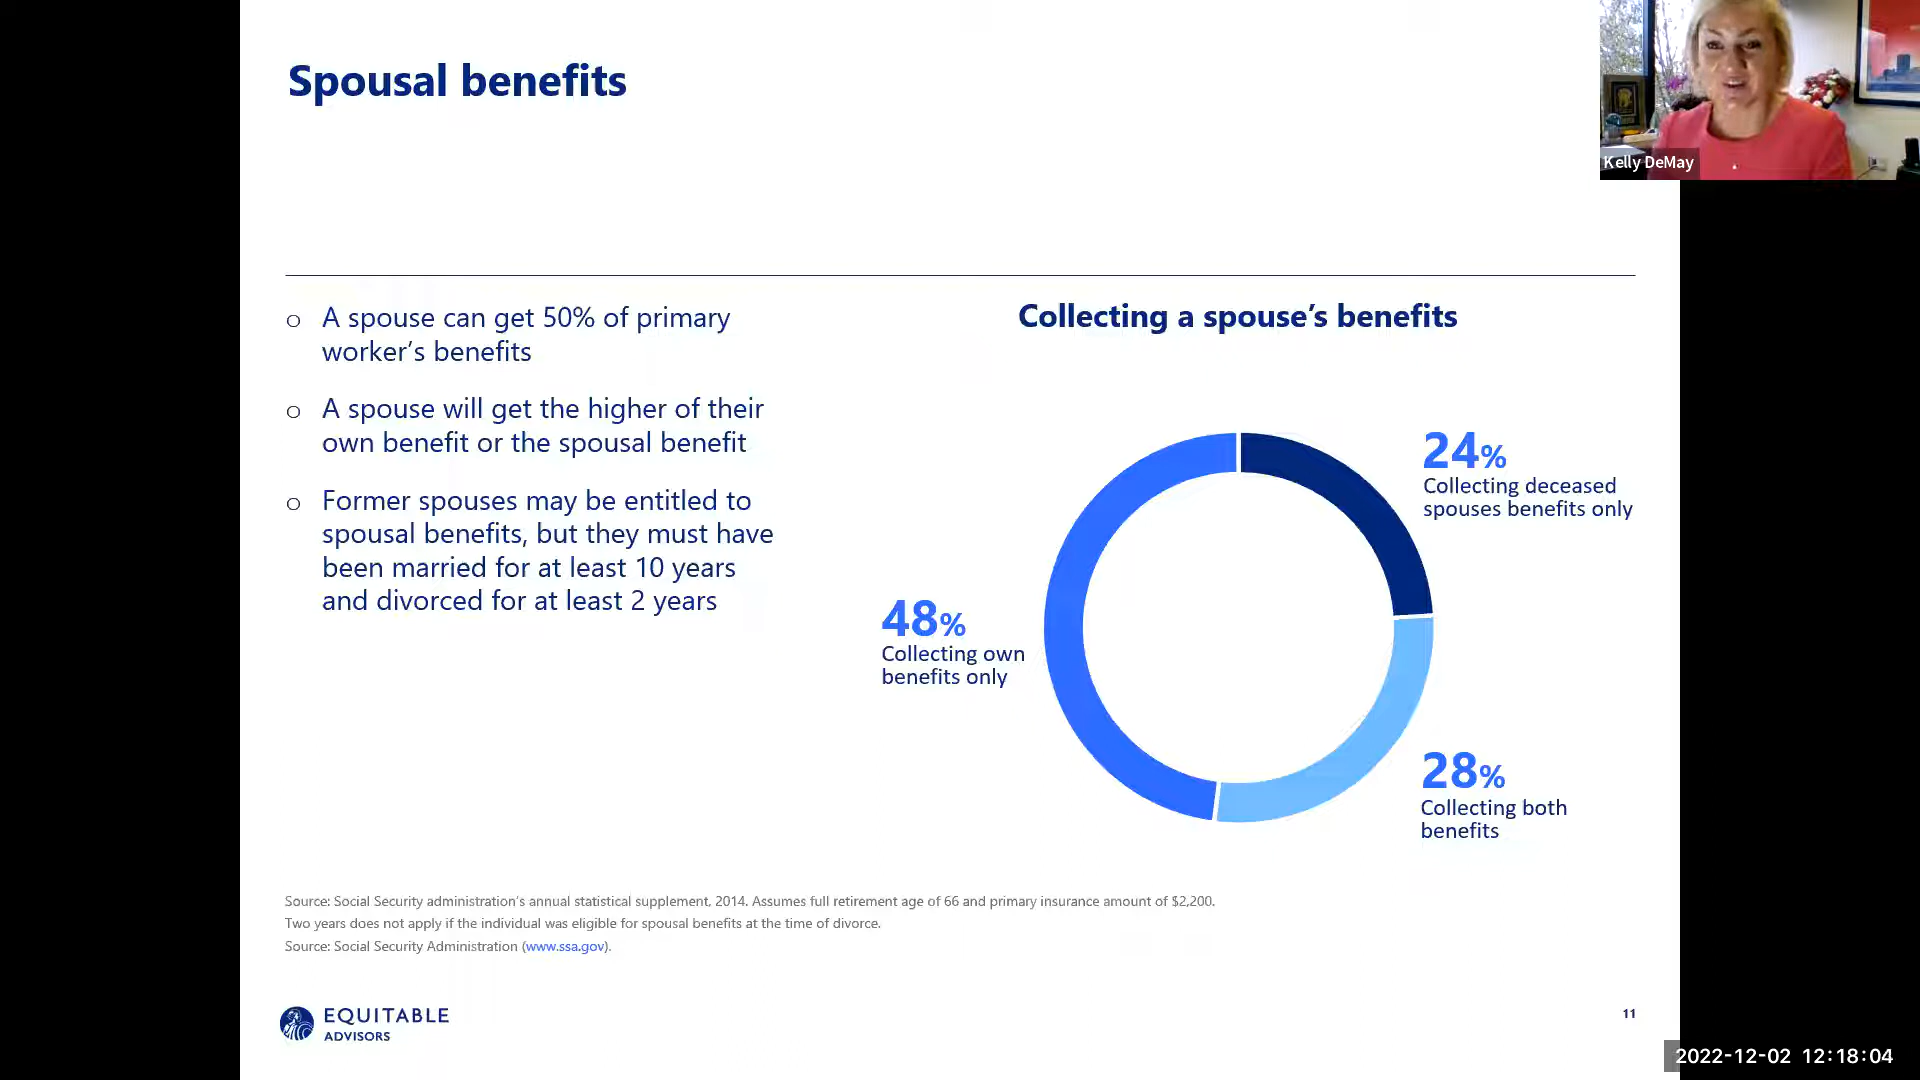 Spousal benefits
Kelly DeMay
o A spouse can get 50% of primary
worker's benefits
o A spouse will get the higher of their
own benefit or the spousal benefit
o Former spouses may be entitled to
spousal benefits, but they must have
been married for at least 10 years
and divorced for at least 2 years
Collecting a spouse's benefits
24%
Collecting deceased
spouses benefits only
48%
Collecting own
benefits only
28%
Collecting both
benefits
Source: Social Security administration's annual statistical supplement, 2014. Assumes full retirement age of 66 and primary insurance amount of $2,200.
Two years does not apply if the individual was eligible for spousal benefits at the time of divorce.
Source: Social Security Administration (www.ssa.gov).
EQUITABLE
ADVISORS
11
2022-12-02 12:18:04